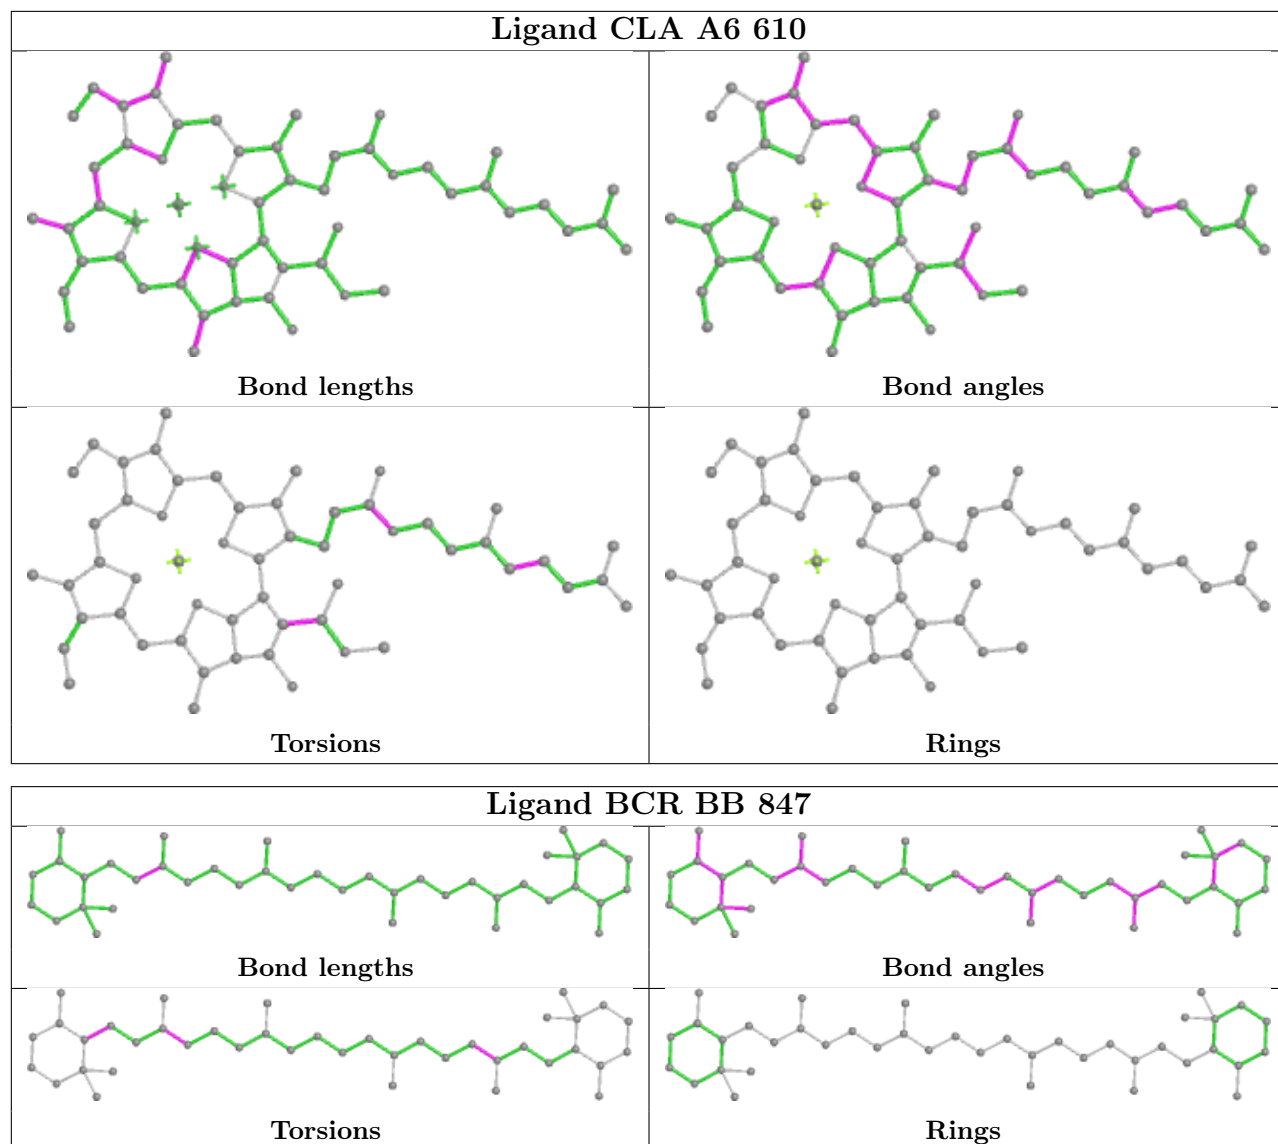 Ligand CLA A6 610
Bond lengths
Bond angles
Torsions
Rings
Ligand BCR BB 847
Bond lengths
Bond angles
Torsions
Rings